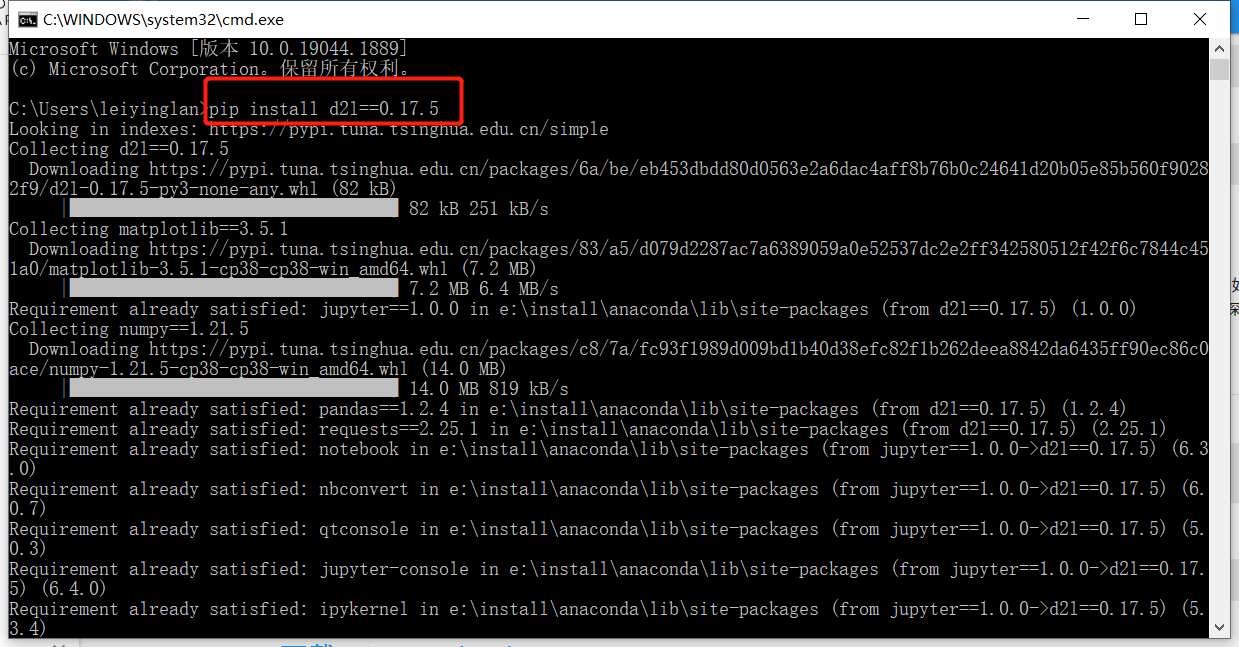 C:\WINDOWS\system32\cmd.exe
Microsoft Windows [版本 10.0.19044.1889]
(c) Microsoft Corporation。保留所有权利。
C:\Users\leiyinglan>pip install d2l==0.17.5
Looking in indexes: https://pypi.tuna.tsinghua.edu.cn/simple
Collecting d2l==0.17.5
Downloading https://pypi.tuna.tsinghua.edu.cn/packages/6a/be/eb453dbdd80d0563e2a6dac4aff8b76b0c24641d20b05e85b560f9028
2f9/d2l-0.17.5-py3-none-any.whl (82 kB)
82 kB 251 kB/s
Collecting matplotlib==3.5.1
Downloading https://pypi.tuna.tsinghua.edu.cn/packages/83/a5/d079d2287ac7a6389059a0e52537dc2e2ff342580512f42f6c7844c45
1a0/matplotlib-3.5.1-cp38-cp38-win_amd64.whl (7.2 MB)
7.2 MB 6.4 MB/s
Requirement already satisfied: jupyter==1.0.0 in e:\install\anaconda\lib\site-packages (from d2l==0.17.5) (1.0.0)
Collecting numpy==1.21.5
Downloading https://pypi.tuna.tsinghua.edu.cn/packages/c8/7a/fc93f1989d009bd1b40d38efc82f1b262deea8842da6435ff90ec86c0
ace/numpy-1.21.5-cp38-cp38-win_amd64.whl (14.0 MB)
14.0 MB 819 kB/s
Requirement already satisfied: pandas==1.2.4 in e:\install\anaconda\lib\site-packages (from d2l==0.17.5) (1.2.4)
Requirement already satisfied: requests==2.25.1 in e:\install\anaconda\lib\site-packages (from d2l==0.17.5) (2.25.1)
Requirement already satisfied: notebook in e:\install\anaconda\lib\site-packages (from jupyter==1.0.0->d2l==0.17.5) (6.3
.0)
Requirement already satisfied: nbconvert in e:\install\anaconda\lib\site-packages (from jupyter==1.0.0->d2l==0.17.5) (6.
0.7)
Requirement already satisfied: qtconsole in e:\install\anaconda\lib\site-packages (from jupyter==1.0.0->d2l==0.17.5) (5.
0.3)
Requirement already satisfied: jupyter-console in e:\install\anaconda\lib\site-packages (from jupyter==1.0.0->d2l==0.17.
5) (6.4.0)
Requirement already satisfied: ipykernel in e:\install\anaconda\lib\site-packages (from jupyter==1.0.0->d2l==0.17.5) (5.
3.4)